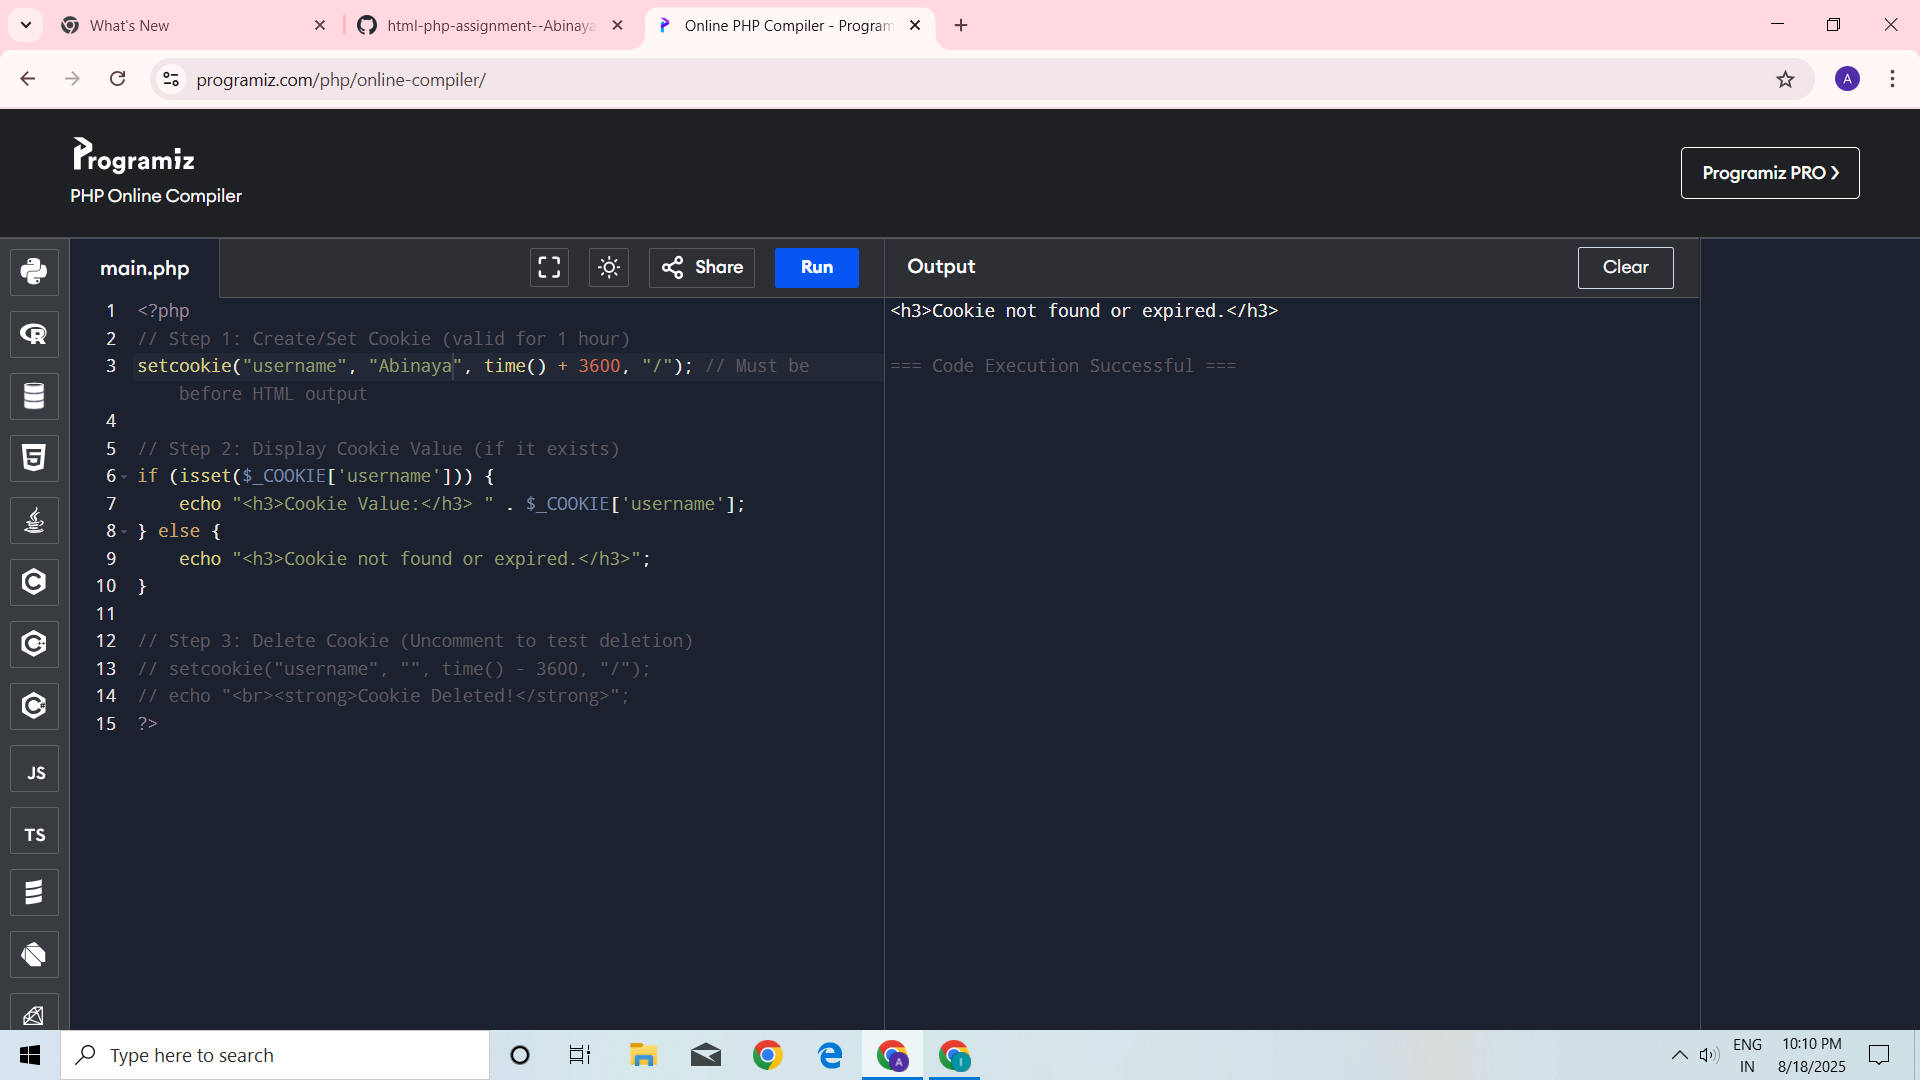 What's New
html-php-assignment--Abinaya
Online PHP Compiler - Program
programiz.com/php/online-compiler/
A
Programiz
PHP Online Compiler
Programiz PRO ❯
main.php
Share
Run
Output
Clear
1 <?php
2 // Step 1: Create/Set Cookie (valid for 1 hour)
3 setcookie("username", "Abinaya", time() + 3600, "/"); // Must be
before HTML output
4
5 // Step 2: Display Cookie Value (if it exists)
6 if (isset($_COOKIE['username'])) {
7     echo "<h3>Cookie Value:</h3> " . $_COOKIE['username'];
8 } else {
9     echo "<h3>Cookie not found or expired.</h3>";
10 }
11
12 // Step 3: Delete Cookie (Uncomment to test deletion)
13 // setcookie("username", "", time() - 3600, "/");
14 // echo "<br><strong>Cookie Deleted!</strong>";
15 ?>
<h3>Cookie not found or expired.</h3>
=== Code Execution Successful ===
R
5
C
C
C
JS
TS
Type here to search
A
I
ENG
IN
10:10 PM
8/18/2025